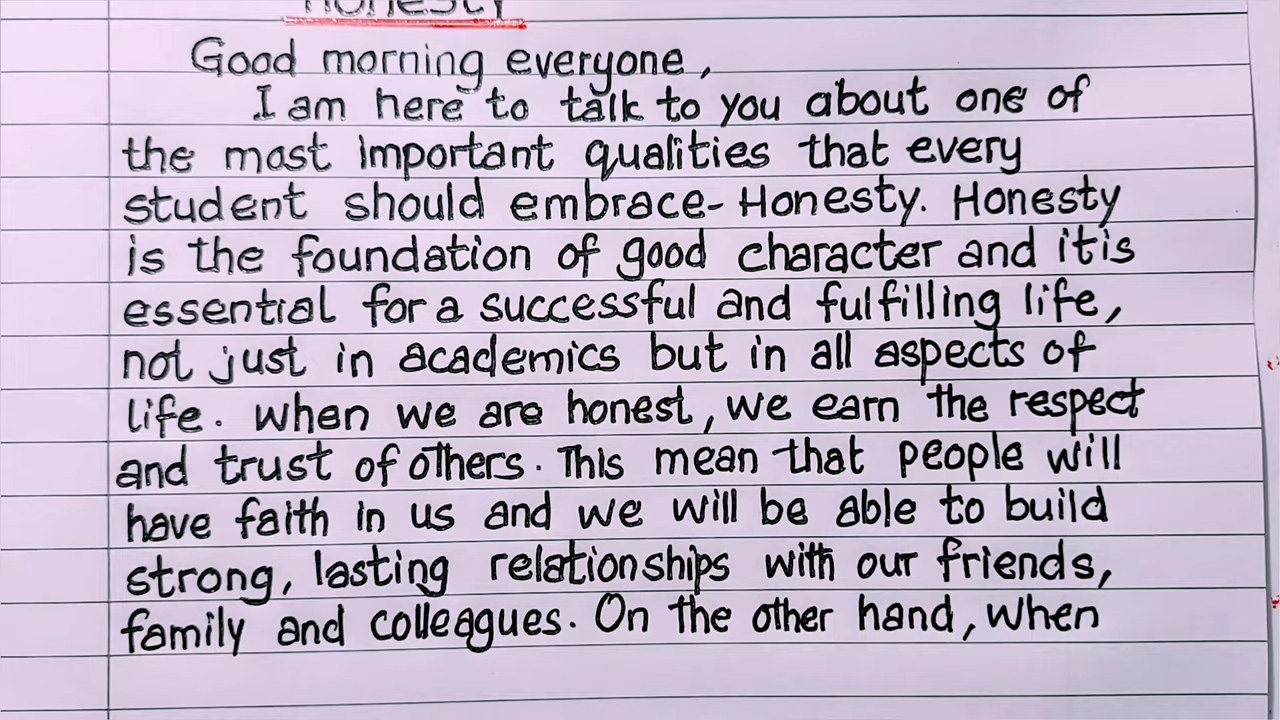 Honesty
Good morning everyone,
I am here to talk to you about one of
the most important qualities that every
student should embrace- Honesty. Honesty
is the foundation of good character and it is
essential for a successful and fulfilling life,
not just in academics but in all aspects of
life. When we are honest, we earn the respect
and trust of others. This mean that people will
have faith in us and we will be able to build
strong, lasting relationships with our friends,
family and colleagues. On the other hand, when